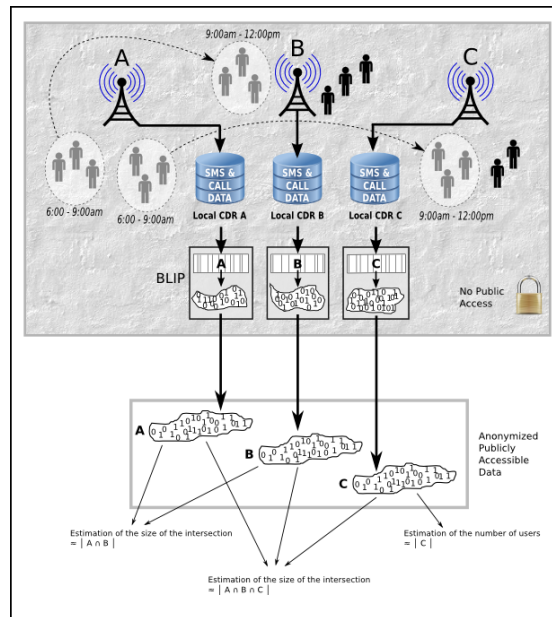 9:00am - 12:00pm
A
B
C
6:00 - 9:00am
6:00 - 9:00am
9:00am - 12:00pm
SMS &
CALL
DATA
SMS &
CALL
DATA
SMS &
CALL
DATA
Local CDR A
Local CDR B
Local CDR C
BLIP
A
B
C
No Public
Access
A
B
C
Anonymized
Publicly
Accessible
Data
Estimation of the size of the intersection
≈ | A ∩ B |
Estimation of the number of users
≈ | C |
Estimation of the size of the intersection
≈ | A ∩ B ∩ C |